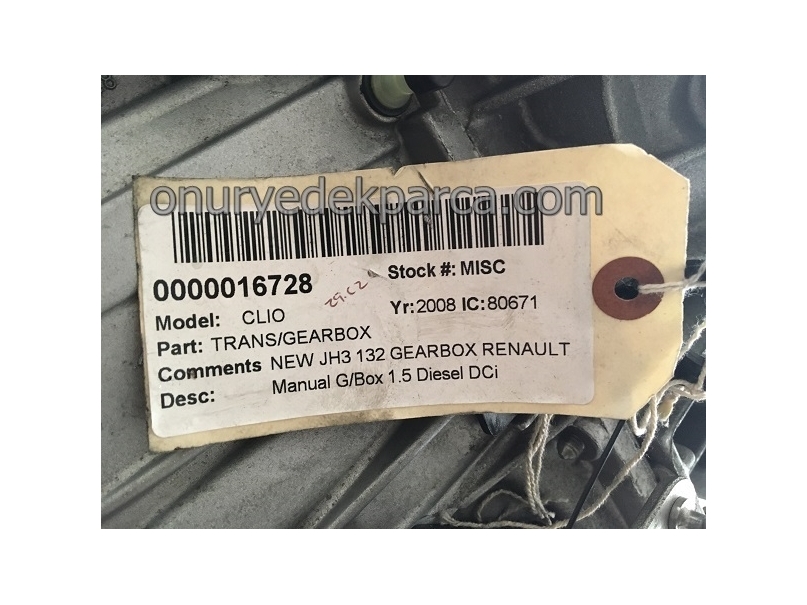 onuryedekparca.com
0000016728
Stock #: MISC
Model: CLIO
Yr: 2008 IC: 80671
Part: TRANS/GEARBOX
Comments NEW JH3 132 GEARBOX RENAULT
Desc: Manual G/Box 1.5 Diesel DCi